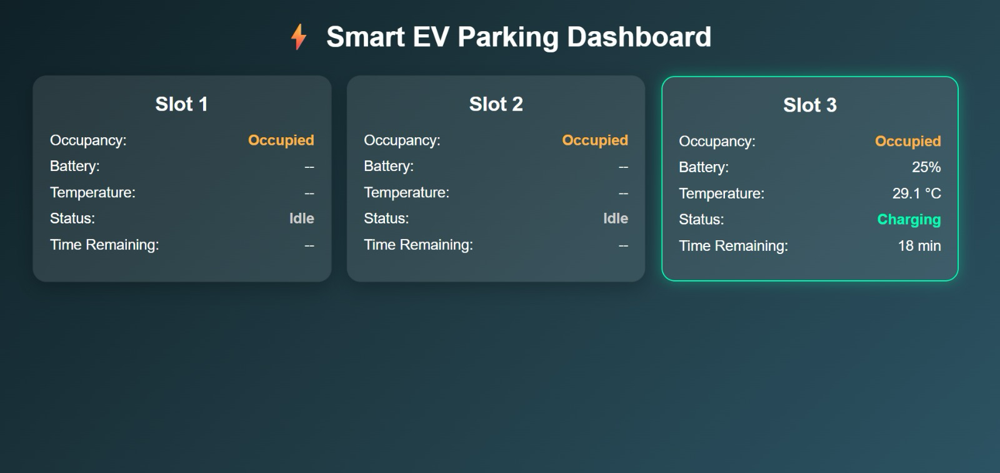 ⚡ Smart EV Parking Dashboard
Slot 1
Occupancy: Occupied
Battery: --
Temperature: --
Status: Idle
Time Remaining: --
Slot 2
Occupancy: Occupied
Battery: --
Temperature: --
Status: Idle
Time Remaining: --
Slot 3
Occupancy: Occupied
Battery: 25%
Temperature: 29.1 °C
Status: Charging
Time Remaining: 18 min